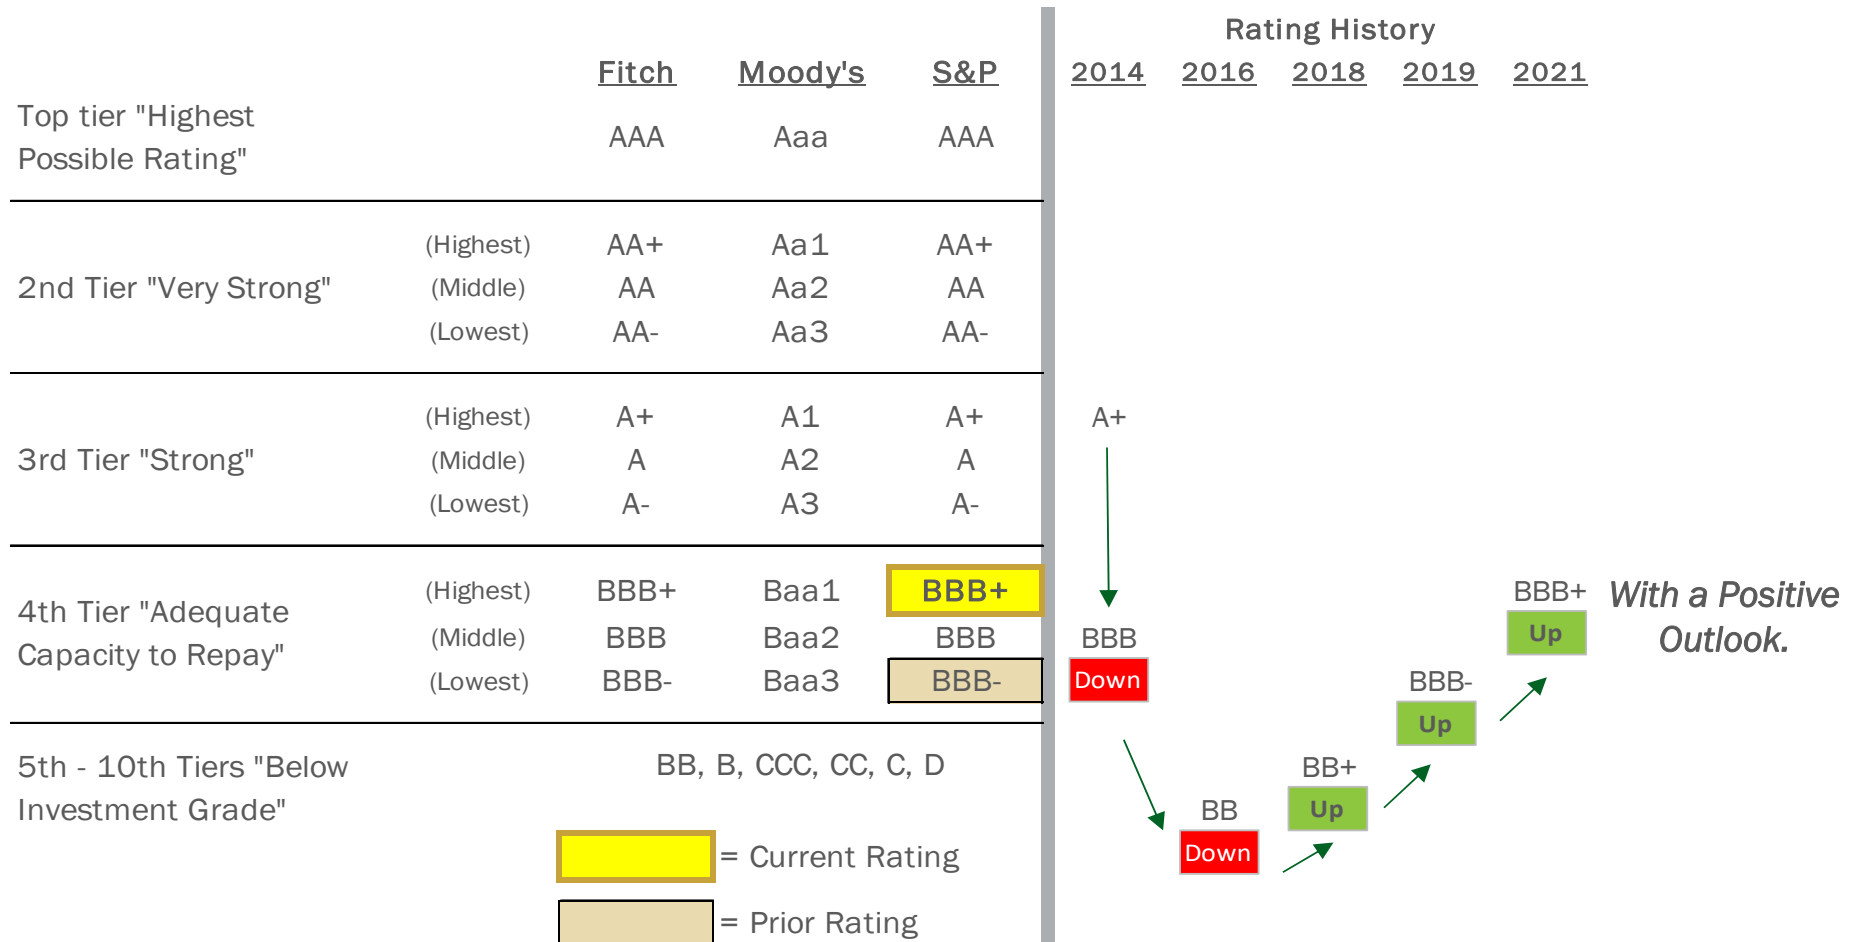 Rating History
Fitch Moody's S&P 2014 2016 2018 2019 2021
Top tier "Highest
Possible Rating"
AAA Aaa AAA
(Highest) AA+ Aa1 AA+
2nd Tier "Very Strong" (Middle) AA Aa2 AA
(Lowest) AA- Aa3 AA-
(Highest) A+ A1 A+ A+
3rd Tier "Strong" (Middle) A A2 A
(Lowest) A- A3 A-
4th Tier "Adequate
Capacity to Repay"
(Highest) BBB+ Baa1 BBB+ BBB+
Up
With a Positive
Outlook.
(Middle) BBB Baa2 BBB BBB
(Lowest) BBB- Baa3 BBB- Down BBB-
Up
5th - 10th Tiers "Below
Investment Grade"
BB, B, CCC, CC, C, D BB+
Up
BB
Down
= Current Rating
= Prior Rating